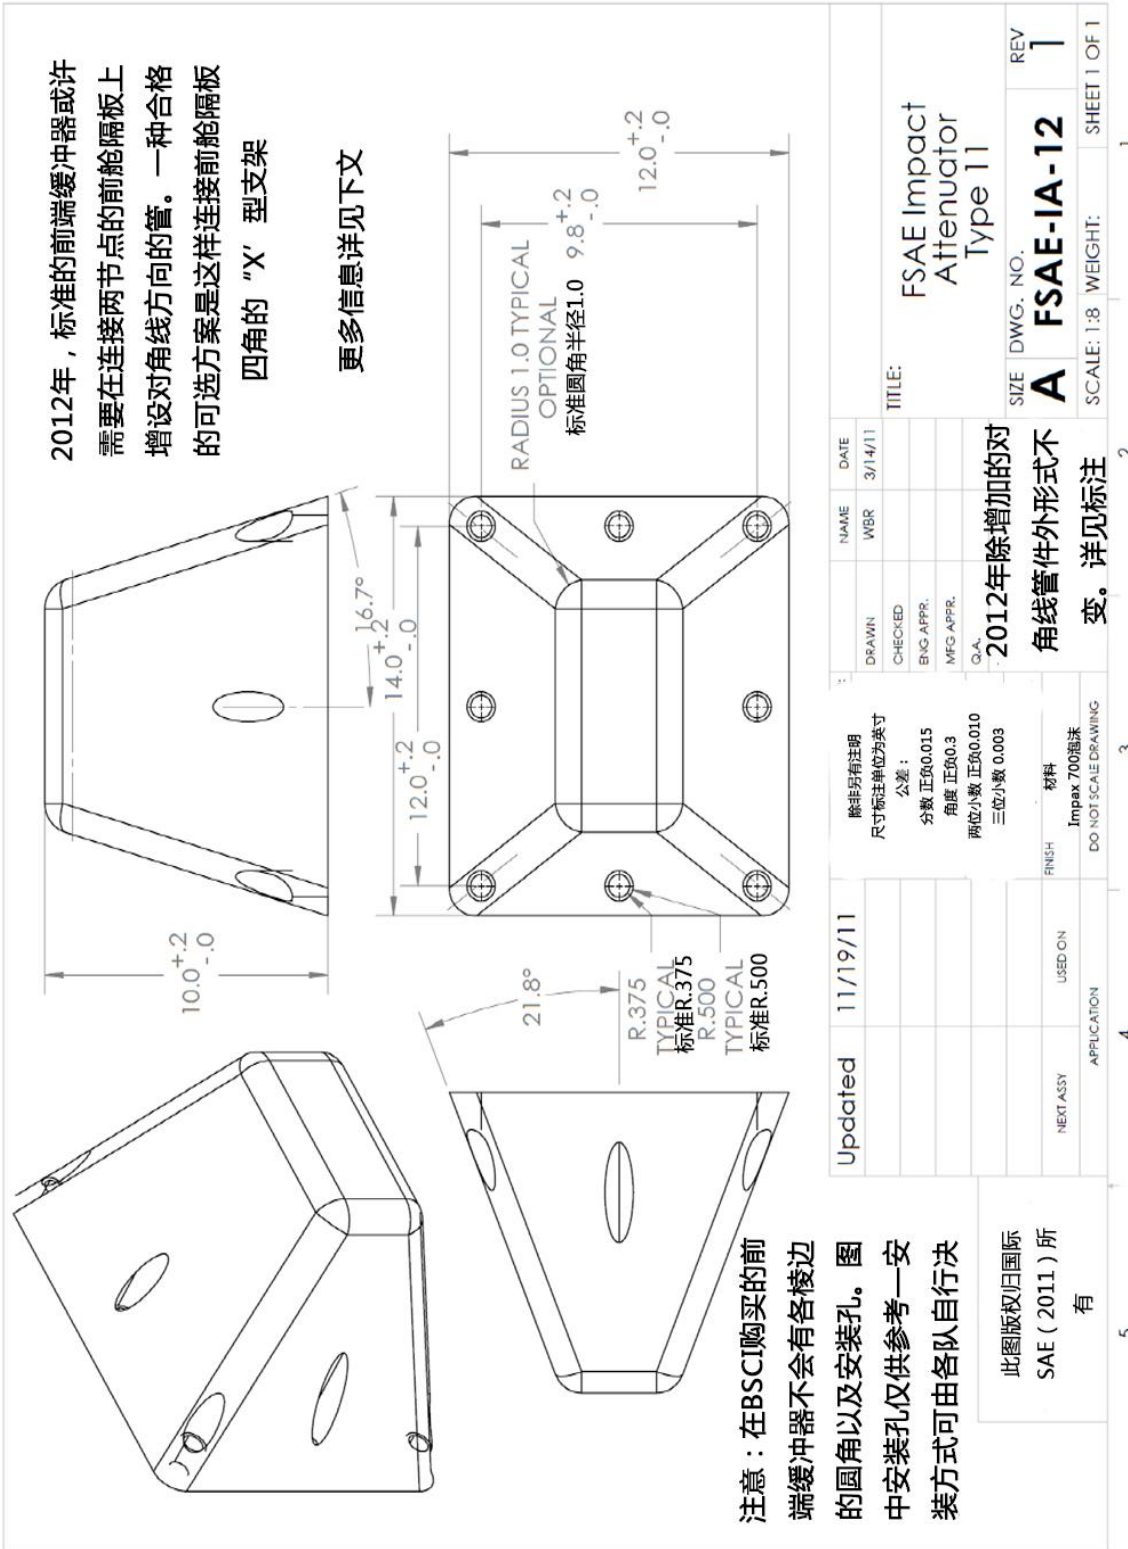 2012年，标准的前端缓冲器或许
需要在连接两节点的前舱隔板上
增设对角线方向的管。一种合格
的可选方案是这样连接前舱隔板
四角的“X’型支架
更多信息详见下文
10.0+.2 -.0
16.7°
14.0+.2 -.0
12.0+.2 -.0
RADIUS 1.0 TYPICAL
OPTIONAL
标准圆角半径1.0
9.8+.2 -.0
12.0+.2 -.0
21.8°
R.375
TYPICAL
标准R.375
R.500
TYPICAL
标准R.500
注意：在BSCI购买的前
端缓冲器不会有各棱边
的圆角以及安装孔。图
中安装孔仅供参考—安
装方式可由各队自行决
此图版权归国际
SAE（2011）所
有
Updated 11/19/11
NEXT ASSY
USED ON
APPLICATION
除非另有注明
尺寸标注单位为英寸
公差：
分数 正负0.015
角度 正负0.3
两位小数 正负0.010
三位小数 0.003
材料
Impax 700泡沫
FINISH
DO NOT SCALE DRAWING
NAME
DATE
DRAWN
WBR
3/14/11
CHECKED
ENG APPR.
MFG APPR.
Q.A.
2012年除增加的对
角线管件外形式不
变。详见标注
TITLE:
FSAE Impact
Attenuator
Type 11
SIZE
A
DWG. NO.
FSAE-IA-12
REV
1
SCALE: 1:8
WEIGHT:
SHEET 1 OF 1
5
4
3
2
1